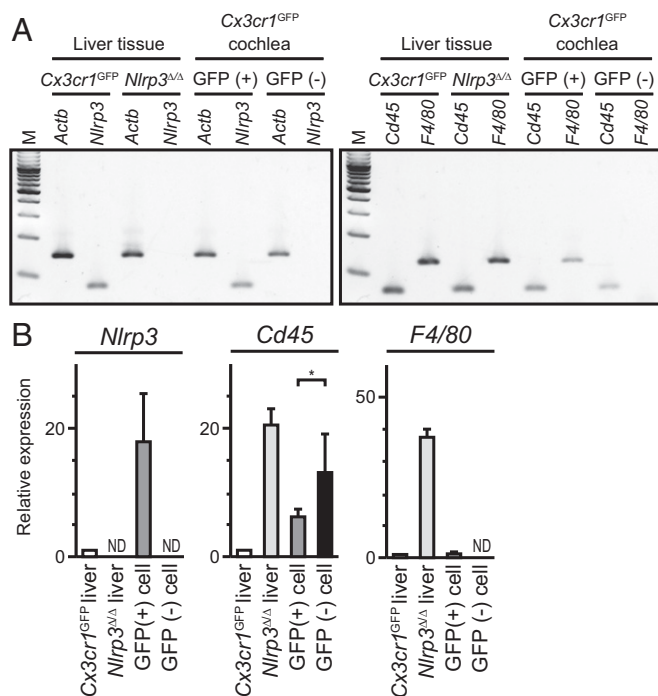 A
Cx3cr1GFP
Liver tissue cochlea
Cx3cr1GFP Nlrp3Δ/Δ GFP (+) GFP (-)
M Actb Nlrp3 Actb Nlrp3 Actb Nlrp3 Actb Nlrp3
Cx3cr1GFP
Liver tissue cochlea
Cx3cr1GFP Nlrp3Δ/Δ GFP (+) GFP (-)
M Cd45 F4/80 Cd45 F4/80 Cd45 F4/80 Cd45 F4/80
B
Nlrp3
Relative expression
20
0
ND
ND
Cx3cr1GFP liver
Nlrp3Δ/Δ liver
GFP(+) cell
GFP (-) cell
Cd45
20
0
*
Cx3cr1GFP liver
Nlrp3Δ/Δ liver
GFP(+) cell
GFP (-) cell
F4/80
50
0
ND
Cx3cr1GFP liver
Nlrp3Δ/Δ liver
GFP(+) cell
GFP (-) cell